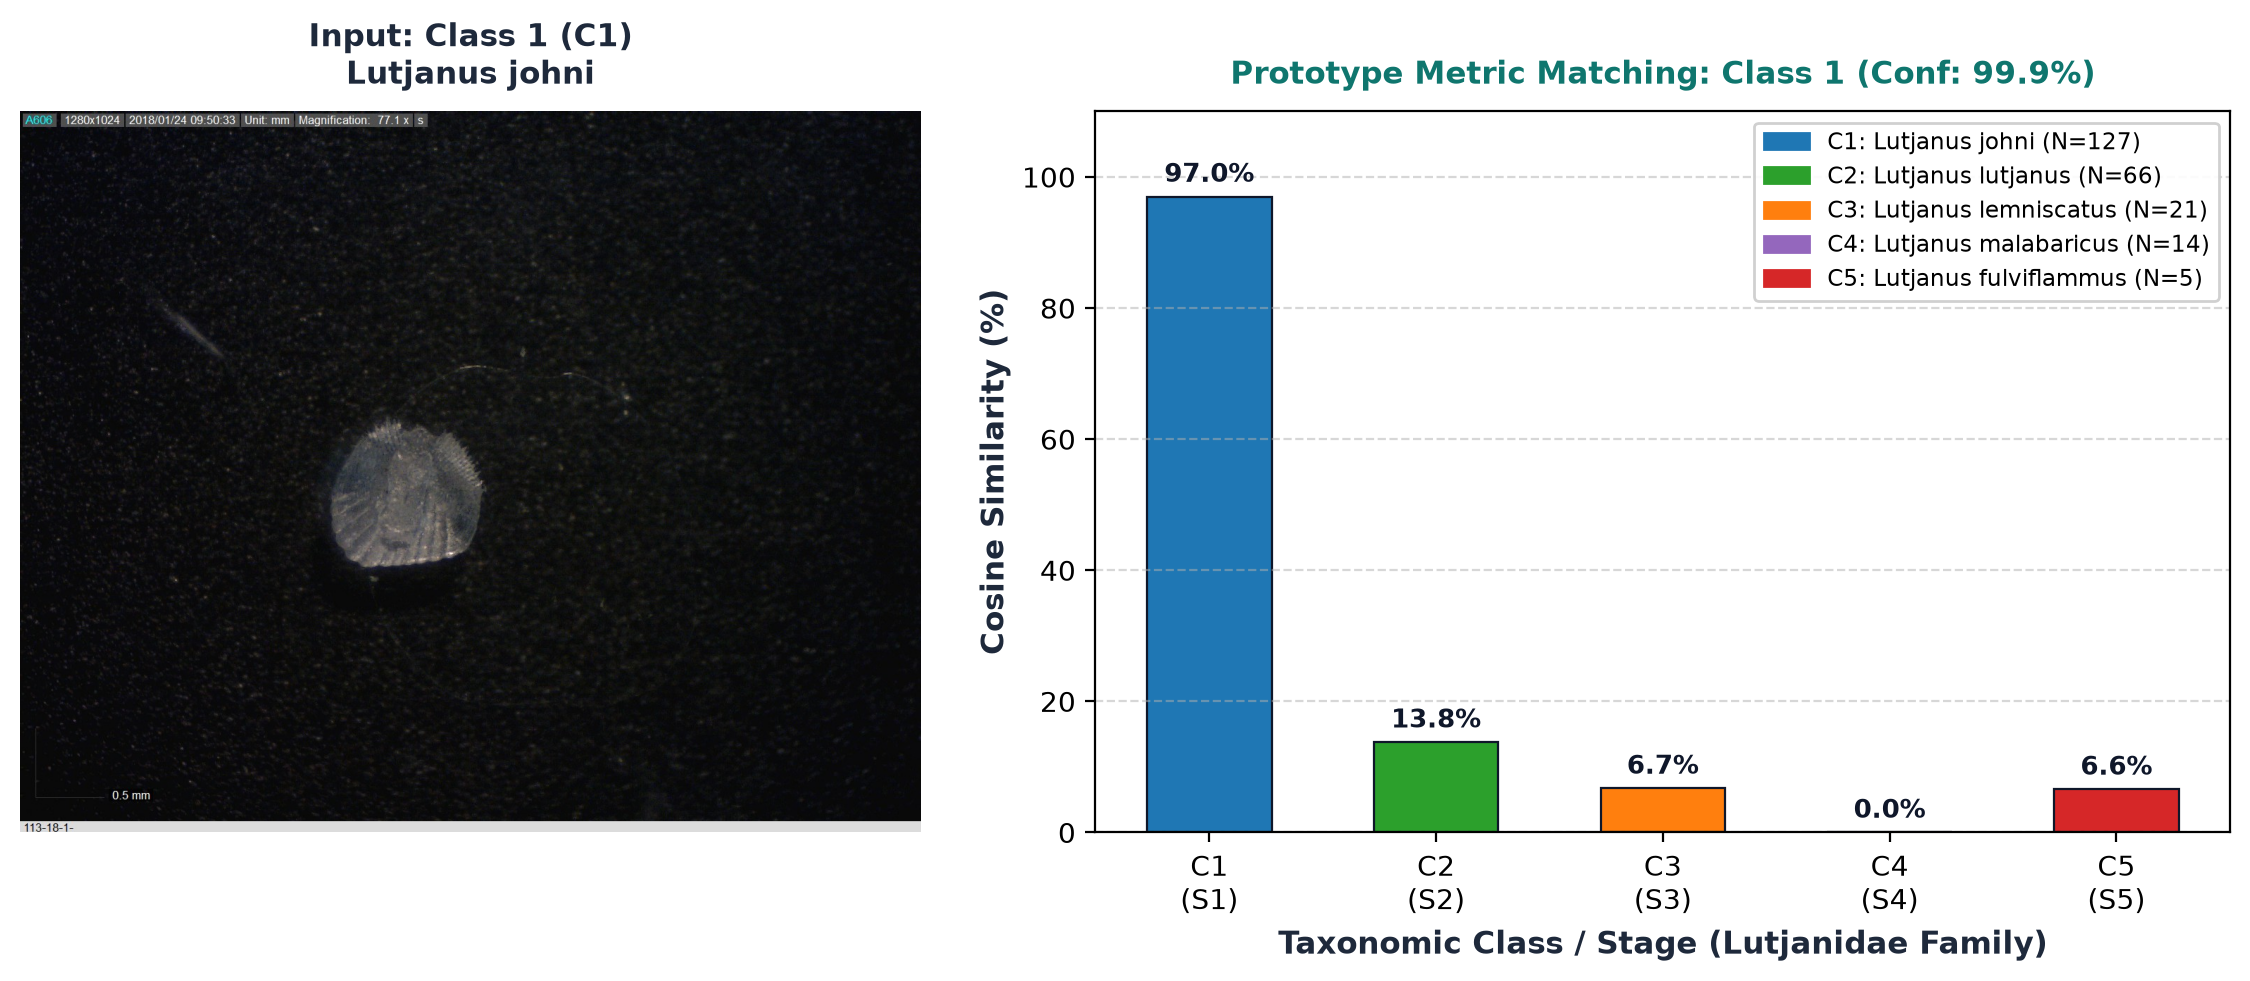 Input: Class 1 (C1)
Lutjanus johni
A606 1280x1024 2018/01/24 09:50:33 Unit: mm Magnification: 77.1 x s
0.5 mm
113-18-1-
Prototype Metric Matching: Class 1 (Conf: 99.9%)
C1: Lutjanus johni (N=127)
C2: Lutjanus lutjanus (N=66)
C3: Lutjanus lemniscatus (N=21)
C4: Lutjanus malabaricus (N=14)
C5: Lutjanus fulviflammus (N=5)
Cosine Similarity (%)
100
80
60
40
20
0
97.0%
13.8%
6.7%
0.0%
6.6%
C1
(S1)
C2
(S2)
C3
(S3)
C4
(S4)
C5
(S5)
Taxonomic Class / Stage (Lutjanidae Family)